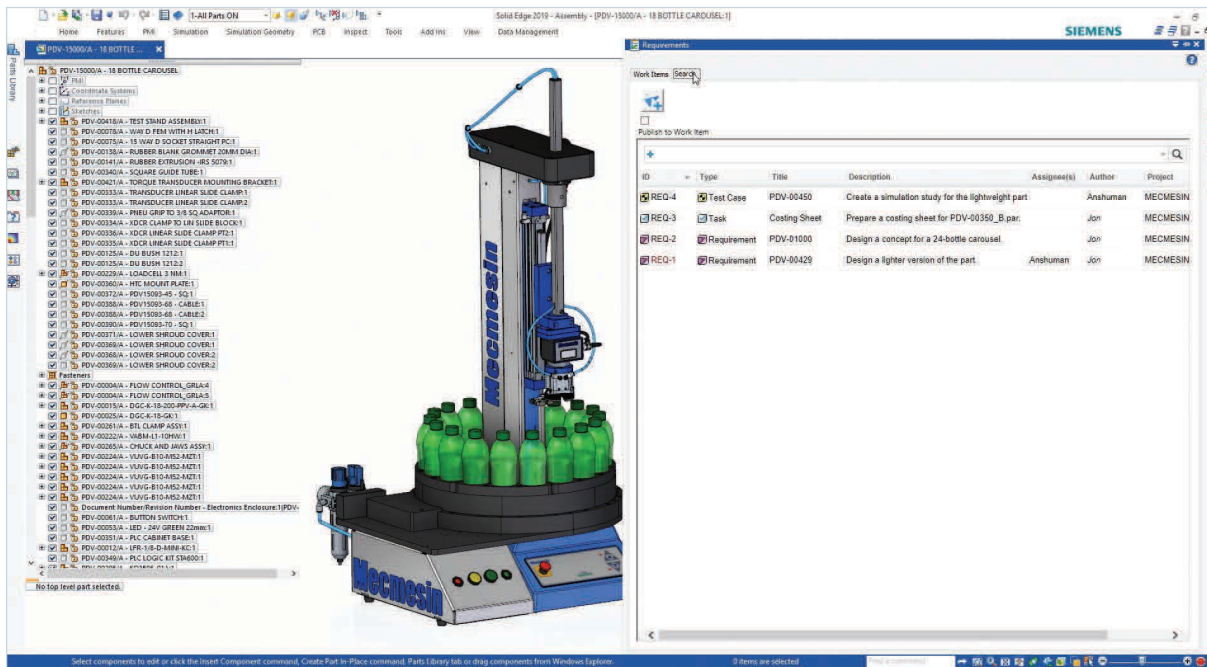 1-All Parts ON
Solid Edge 2019 - Assembly - [PDV-15000/A - 18 BOTTLE CAROUSEL:1]
Home Features PMI Simulation Simulation Geometry PCB Inspect Tools Add Ins View Data Management
SIEMENS
PDV-15000/A - 18 BOTTLE ...
Parts Library
PDV-15000/A - 18 BOTTLE CAROUSEL
PMI
Coordinate Systems
Reference Planes
Sketches
PDV-00418/A - TEST STAND ASSEMBLY:1
PDV-00078/A - WAY D FEM WITH H LATCH:1
PDV-00075/A - 15 WAY D SOCKET STRAIGHT PC:1
PDV-00138/A - RUBBER BLANK GROMMET 20MM DIA:1
PDV-00141/A - RUBBER EXTRUSION -IRS 5079:1
PDV-00340/A - SQUARE GUIDE TUBE:1
PDV-00421/A - TORQUE TRANSDUCER MOUNTING BRACKET:1
PDV-00333/A - TRANSDUCER LINEAR SLIDE CLAMP:1
PDV-00333/A - TRANSDUCER LINEAR SLIDE CLAMP:2
PDV-00339/A - PNEU GRIP TO 3/8 SQ ADAPTOR:1
PDV-00334/A - XDCR CLAMP TO LIN SLIDE BLOCK:1
PDV-00336/A - XDCR LINEAR SLIDE CLAMP PT2:1
PDV-00335/A - XDCR LINEAR SLIDE CLAMP PT1:1
PDV-00125/A - DU BUSH 1212:1
PDV-00125/A - DU BUSH 1212:2
PDV-00229/A - LOADCELL 3 NM:1
PDV-00360/A - HTC MOUNT PLATE:1
PDV-00372/A - PDV15093-45 - SQ:1
PDV-00388/A - PDV15093-68 - CABLE:1
PDV-00388/A - PDV15093-68 - CABLE:2
PDV-00390/A - PDV15093-70 - SQ:1
PDV-00371/A - LOWER SHROUD COVER:1
PDV-00369/A - LOWER SHROUD COVER:1
PDV-00368/A - LOWER SHROUD COVER:2
PDV-00369/A - LOWER SHROUD COVER:2
Fasteners
PDV-00004/A - FLOW CONTROL_GRLA:4
PDV-00004/A - FLOW CONTROL_GRLA:5
PDV-00015/A - DGC-K-18-200-PPV-A-GK:1
PDV-00025/A - DGC-K-18-GK:1
PDV-00261/A - BTL CLAMP ASSY:1
PDV-00222/A - VABM-L1-10HW:1
PDV-00265/A - CHUCK AND JAWS ASSY:1
PDV-00224/A - VUVG-B10-M52-MZT:1
PDV-00224/A - VUVG-B10-M52-MZT:1
PDV-00224/A - VUVG-B10-M52-MZT:1
PDV-00224/A - VUVG-B10-M52-MZT:1
Document Number/Revision Number - Electronics Enclosure:1|PDV-
PDV-00061/A - BUTTON SWITCH:1
PDV-00053/A - LED - 24V GREEN 22mm:1
PDV-00351/A - PLC CABINET BASE:1
PDV-00012/A - LFR-1/8-D-MINI-KC:1
PDV-00349/A - PLC LOGIC KIT STA600:1
No top level part selected.
Mecmesin
Mecmesin
Requirements
Work Items Search
Publish to Work Item
ID Type Title Description Assignee(s) Author Project
REQ-4 Test Case PDV-00450 Create a simulation study for the lightweight part Anshuman MECMESIN
REQ-3 Task Costing Sheet Prepare a costing sheet for PDV-00350_B.par. Jon MECMESIN
REQ-2 Requirement PDV-01000 Design a concept for a 24-bottle carousel. Jon MECMESIN
REQ-1 Requirement PDV-00429 Design a lighter version of the part Anshuman Jon MECMESIN
Select components to edit or click the Insert Component command, Create Part In-Place command, Parts Library tab or drag components from Windows Explorer. 0 items are selected Find a command